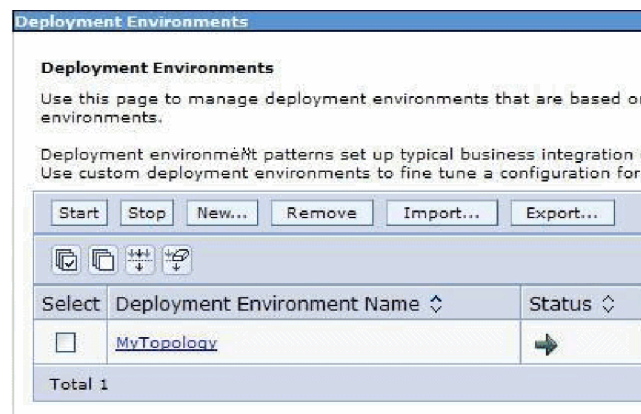 Deployment Environments
Deployment Environments
Use this page to manage deployment environments that are based on
environments.
Deployment environment patterns set up typical business integration
Use custom deployment environments to fine tune a configuration for
Start Stop New... Remove Import... Export...
Select Deployment Environment Name Status
MyTopology
Total 1